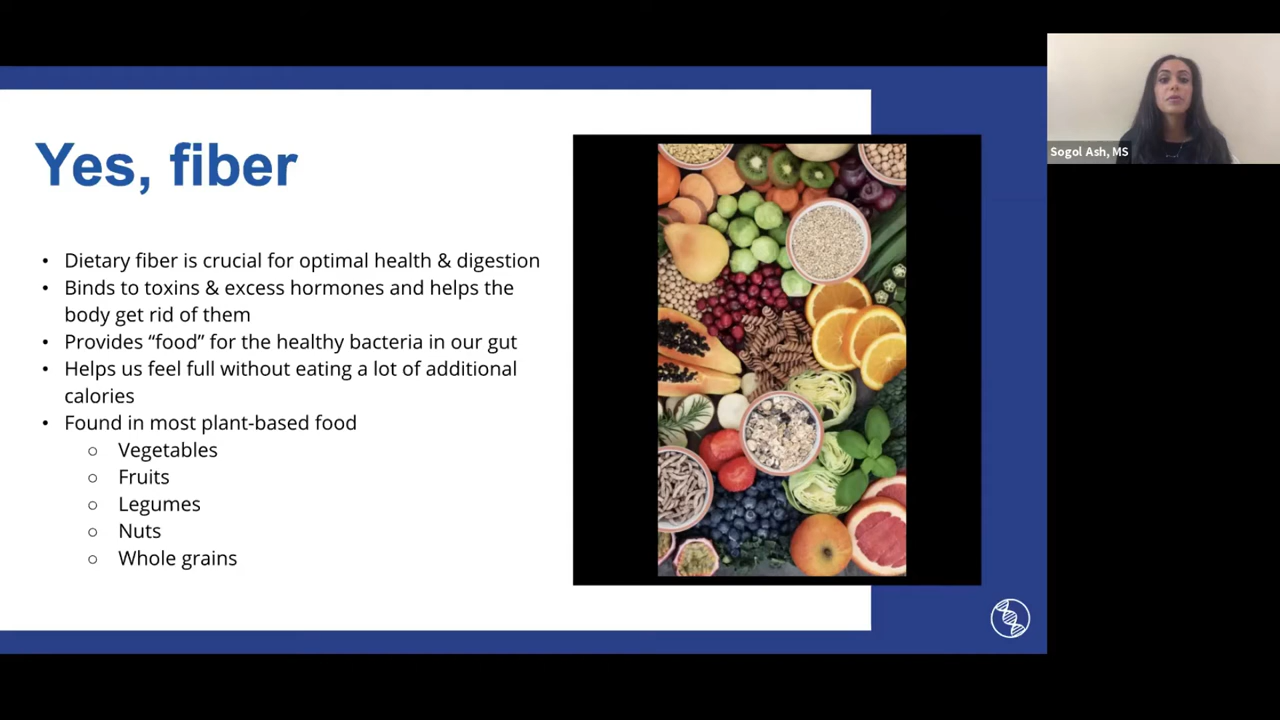 Yes, fiber
• Dietary fiber is crucial for optimal health & digestion
• Binds to toxins & excess hormones and helps the
body get rid of them
• Provides “food” for the healthy bacteria in our gut
• Helps us feel full without eating a lot of additional
calories
• Found in most plant-based food
○ Vegetables
○ Fruits
○ Legumes
○ Nuts
○ Whole grains
Sogol Ash, MS